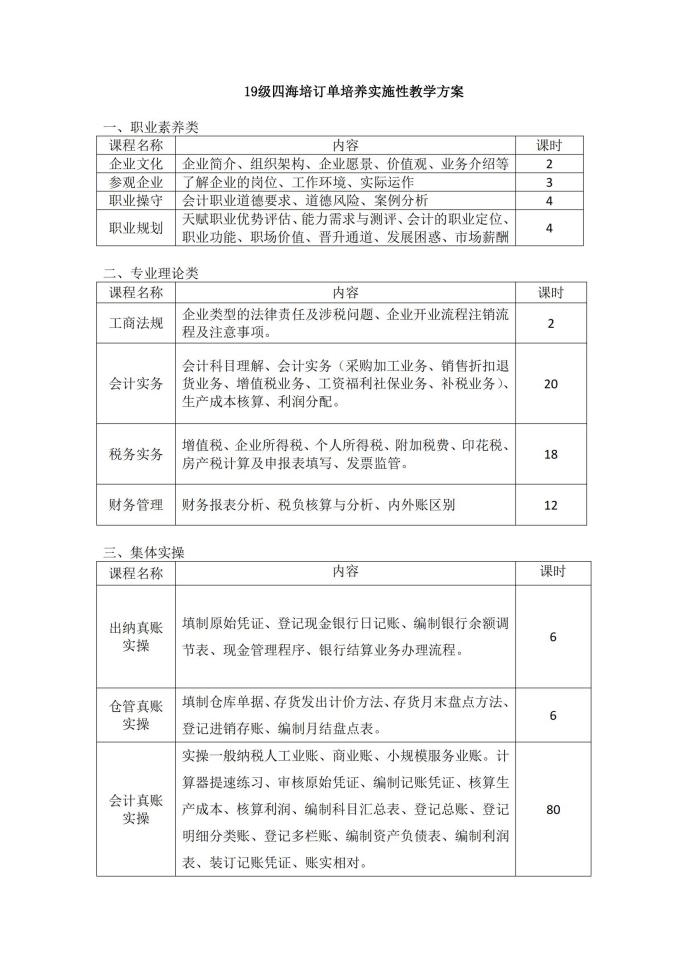 19级四海培订单培养实施性教学方案
一、职业素养类
课程名称 内容 课时
企业文化 企业简介、组织架构、企业愿景、价值观、业务介绍等 2
参观企业 了解企业的岗位、工作环境、实际运作 3
职业操守 会计职业道德要求、道德风险、案例分析 4
职业规划 天赋职业优势评估、能力需求与测评、会计的职业定位、 4
职业功能、职场价值、晋升通道、发展困惑、市场薪酬
二、专业理论类
课程名称 内容 课时
工商法规 企业类型的法律责任及涉税问题、企业开业流程注销流 2
程及注意事项。
会计科目理解、会计实务（采购加工业务、销售折扣退
会计实务 货业务、增值税业务、工资福利社保业务、补税业务）、 20
生产成本核算、利润分配。
税务实务 增值税、企业所得税、个人所得税、附加税费、印花税、 18
房产税计算及申报表填写、发票监管。
财务管理 财务报表分析、税负核算与分析、内外账区别 12
三、集体实操
课程名称 内容 课时
出纳真账 填制原始凭证、登记现金银行日记账、编制银行余额调 6
实操 节表、现金管理程序、银行结算业务办理流程。
仓管真账 填制仓库单据、存货发出计价方法、存货月末盘点方法、 6
实操 登记进销存账、编制月结盘点表。
实操一般纳税人工业账、商业账、小规模服务业账。计
算器提速练习、审核原始凭证、编制记账凭证、核算生
会计真账 产成本、核算利润、编制科目汇总表、登记总账、登记 80
实操 明细分类账、登记多栏账、编制资产负债表、编制利润
表、装订记账凭证、账实相对。